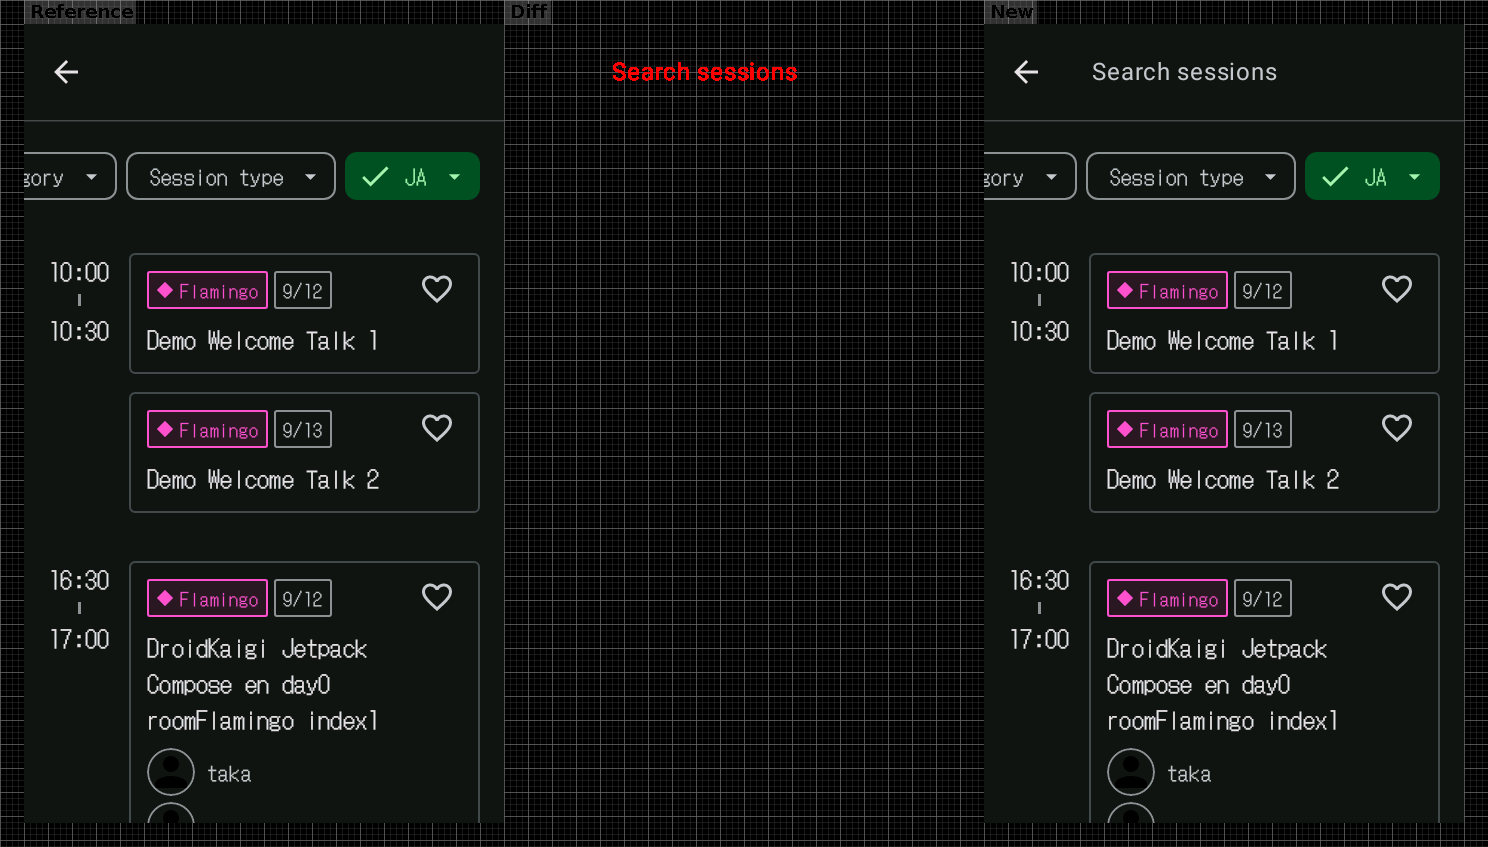 Reference
Diff
New
Search sessions
Search sessions
gory
Session type
JA
gory
Session type
JA
10:00
10:30
Flamingo
9/12
Demo Welcome Talk 1
Flamingo
9/13
Demo Welcome Talk 2
16:30
17:00
Flamingo
9/12
DroidKaigi Jetpack
Compose en day0
roomFlamingo index1
taka
10:00
10:30
Flamingo
9/12
Demo Welcome Talk 1
Flamingo
9/13
Demo Welcome Talk 2
16:30
17:00
Flamingo
9/12
DroidKaigi Jetpack
Compose en day0
roomFlamingo index1
taka